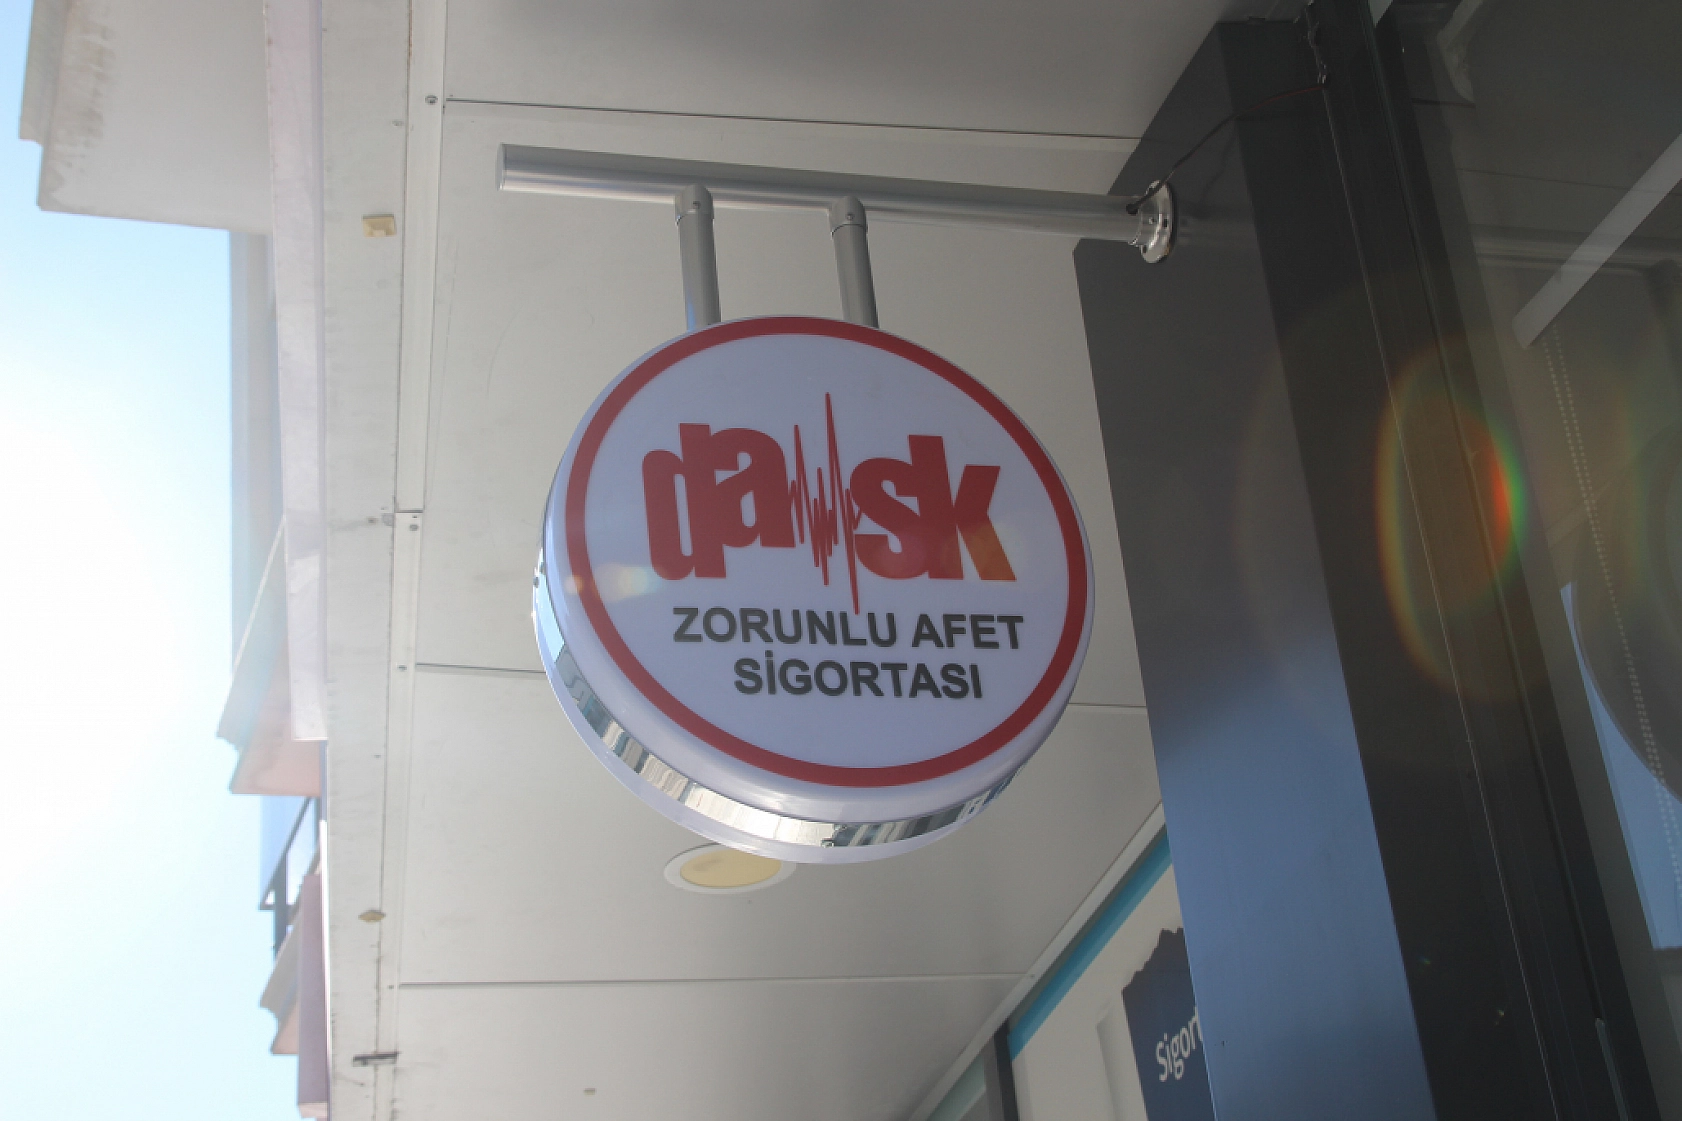 dask
ZORUNLU AFET
SİGORTASI